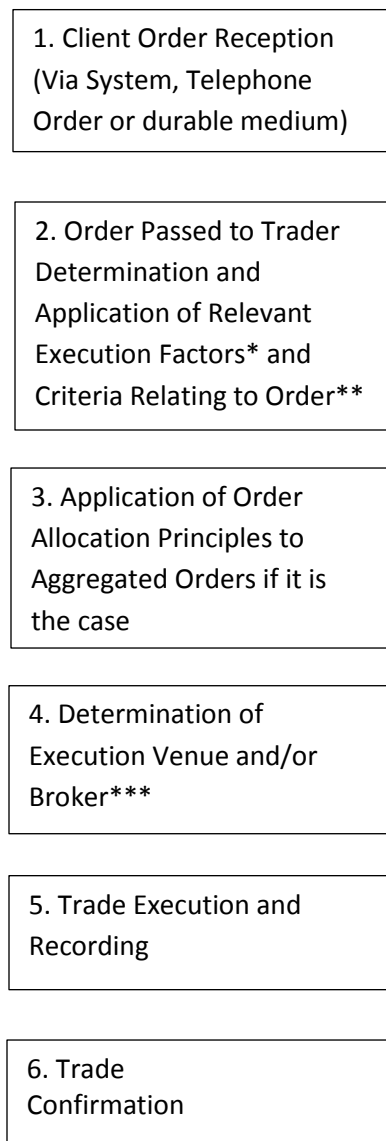 1. Client Order Reception
(Via System, Telephone
Order or durable medium)
2. Order Passed to Trader
Determination and
Application of Relevant
Execution Factors* and
Criteria Relating to Order**
3. Application of Order
Allocation Principles to
Aggregated Orders if it is
the case
4. Determination of
Execution Venue and/or
Broker***
5. Trade Execution and
Recording
6. Trade
Confirmation